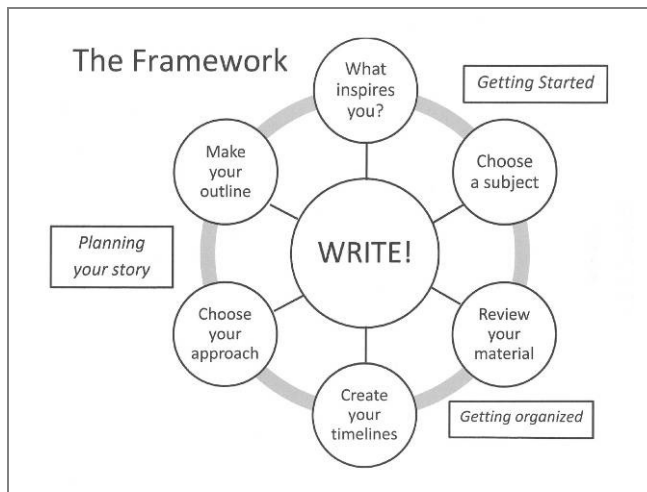 The Framework
What
inspires
you?
Getting Started
Choose
a subject
Review
your
material
Getting organized
Create
your
timelines
Choose
your
approach
Planning
your story
Make
your
outline
WRITE!